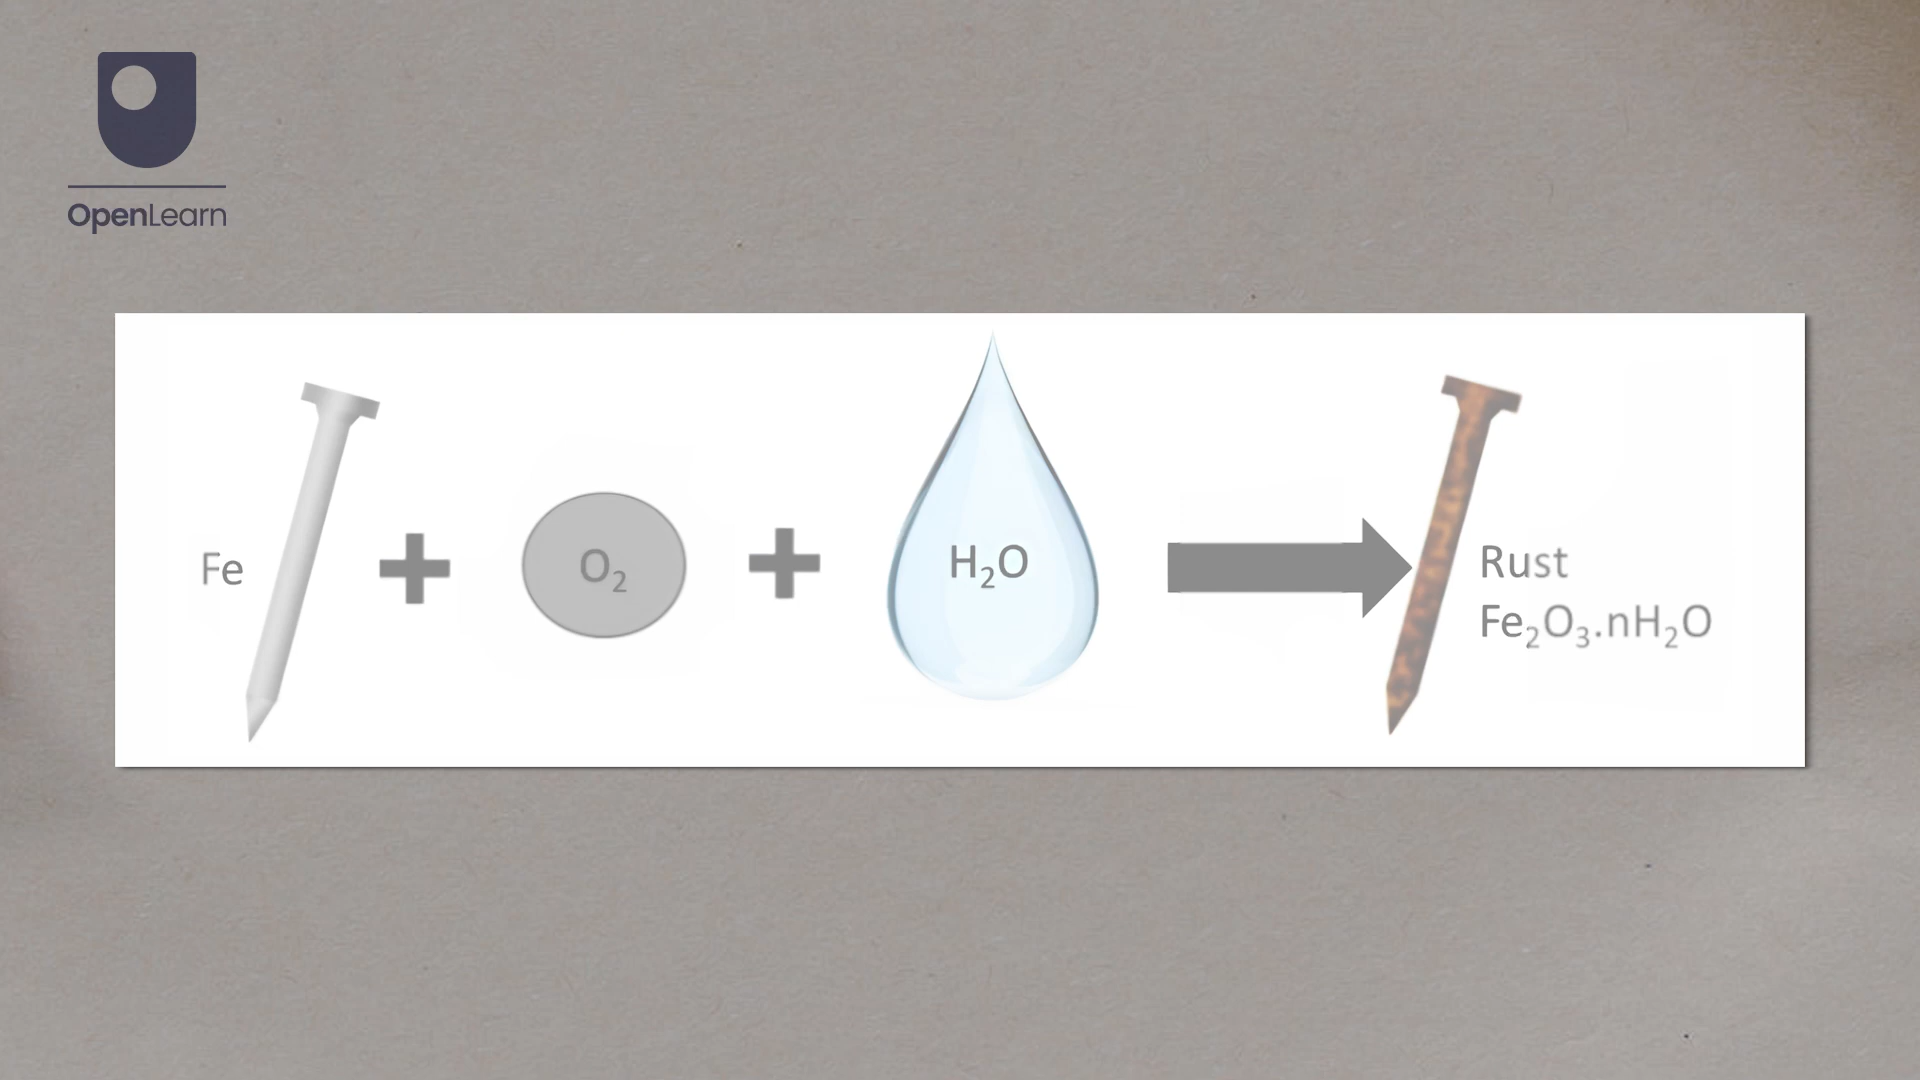 OpenLearn
Fe
O₂
H₂O
Rust
Fe₂O₃.nH₂O